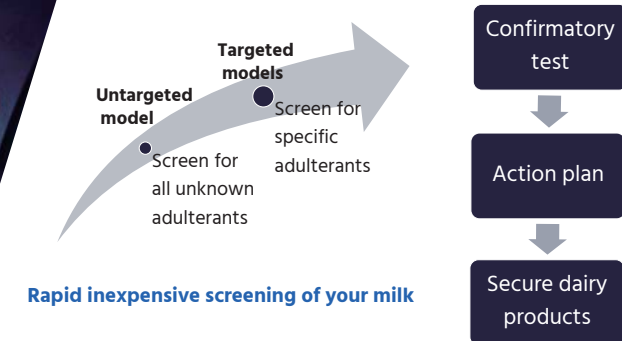 Targeted
models
Untargeted
model
Screen for
specific
adulterants
Screen for
all unknown
adulterants
Rapid inexpensive screening of your milk
Confirmatory
test
Action plan
Secure dairy
products